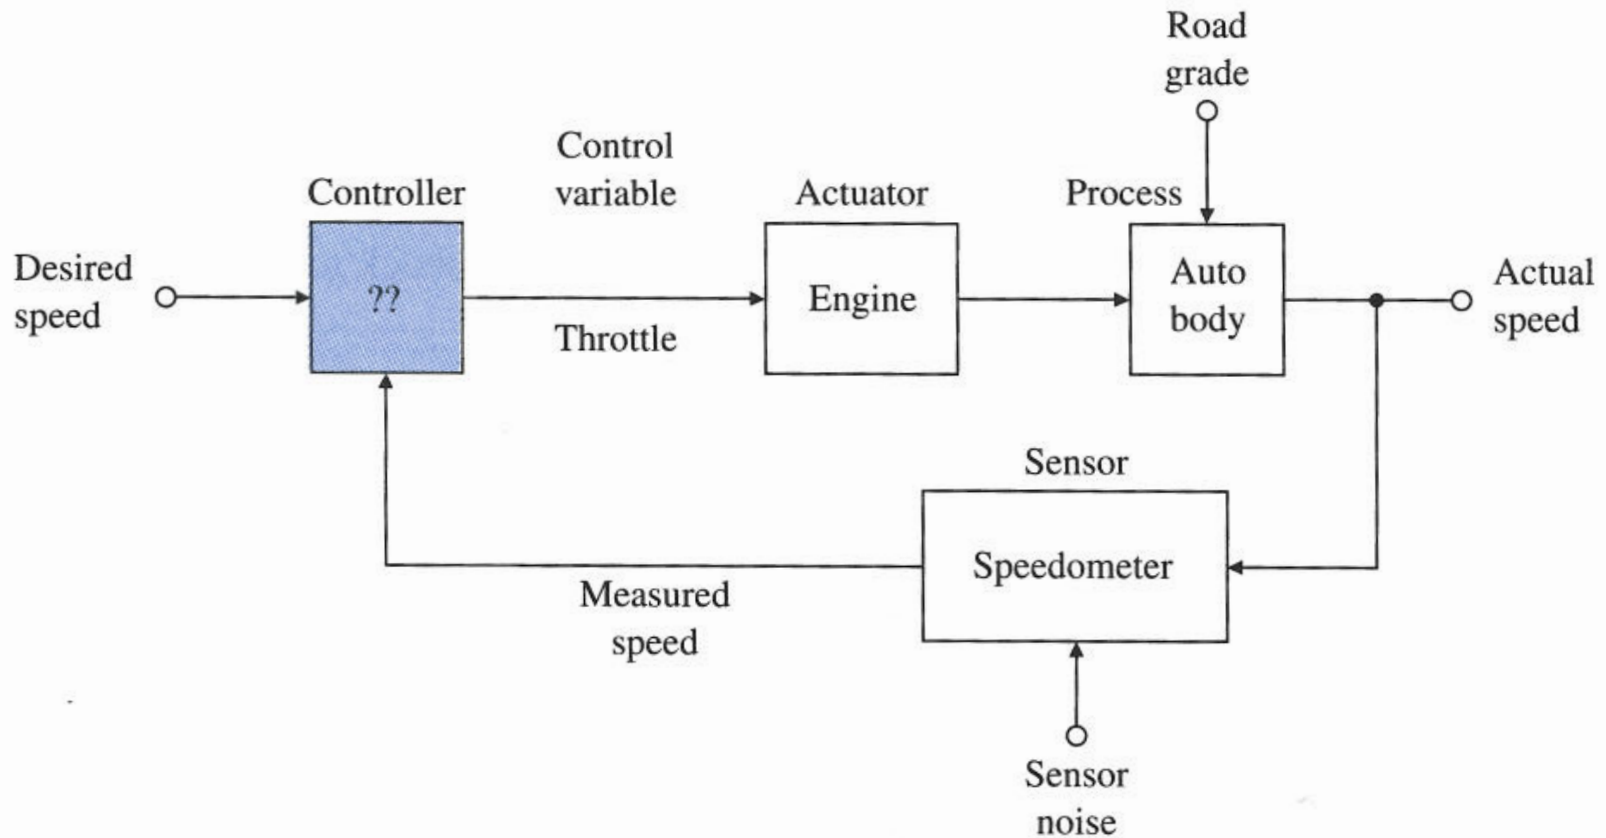 Road
grade
Control
variable
Controller
Actuator
Process
Desired
speed
??
Throttle
Engine
Auto
body
Actual
speed
Sensor
Speedometer
Measured
speed
Sensor
noise